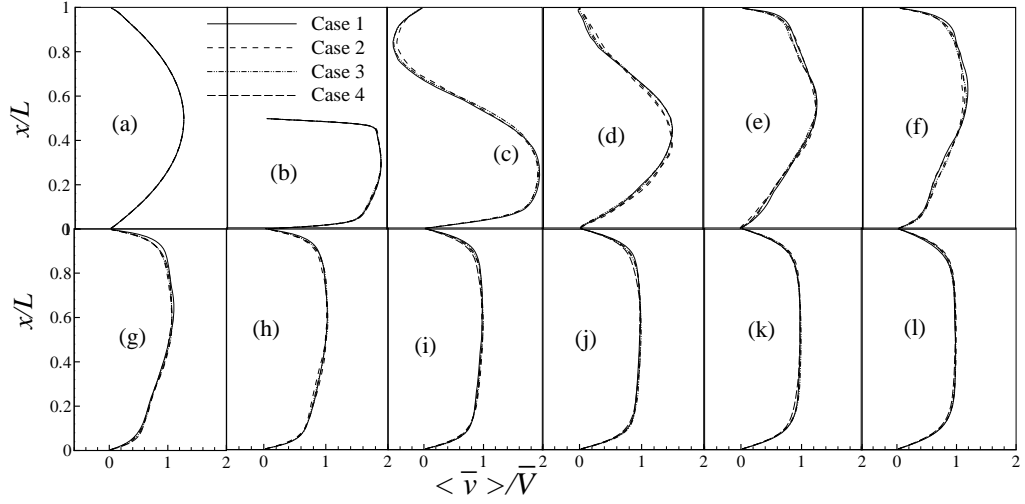 1
0.8
0.6
0.4
0.2
0
x/L
Case 1
Case 2
Case 3
Case 4
(a)
(b)
(c)
(d)
(e)
(f)
1
0.8
0.6
0.4
0.2
0
x/L
(g)
(h)
(i)
(j)
(k)
(l)
0 1 2 0 1 2 0 1 2 0 1 2 0 1 2 0 1 2
< v̅ >/V̅